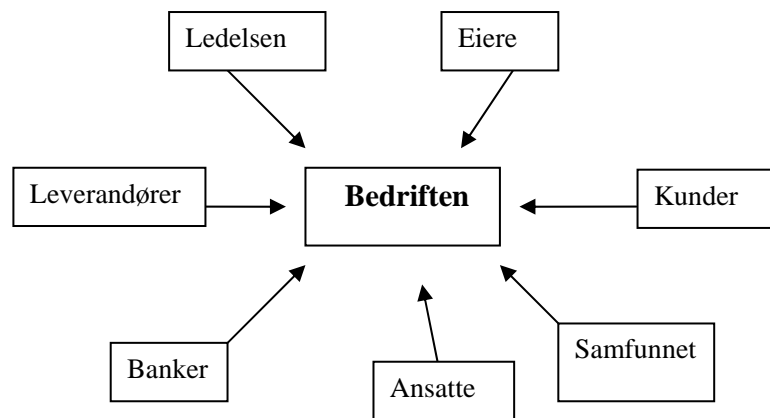 Ledelsen
Eiere
Leverandører
Bedriften
Kunder
Banker
Ansatte
Samfunnet